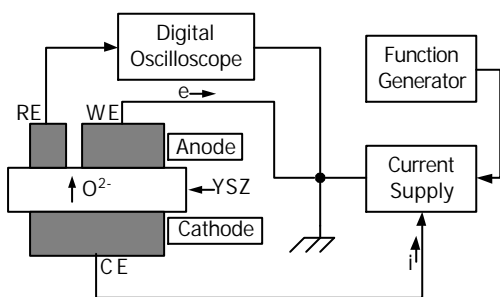 Digital
Oscilloscope
Function
Generator
e
RE
WE
Anode
Current
Supply
O²⁻
YSZ
Cathode
CE
i